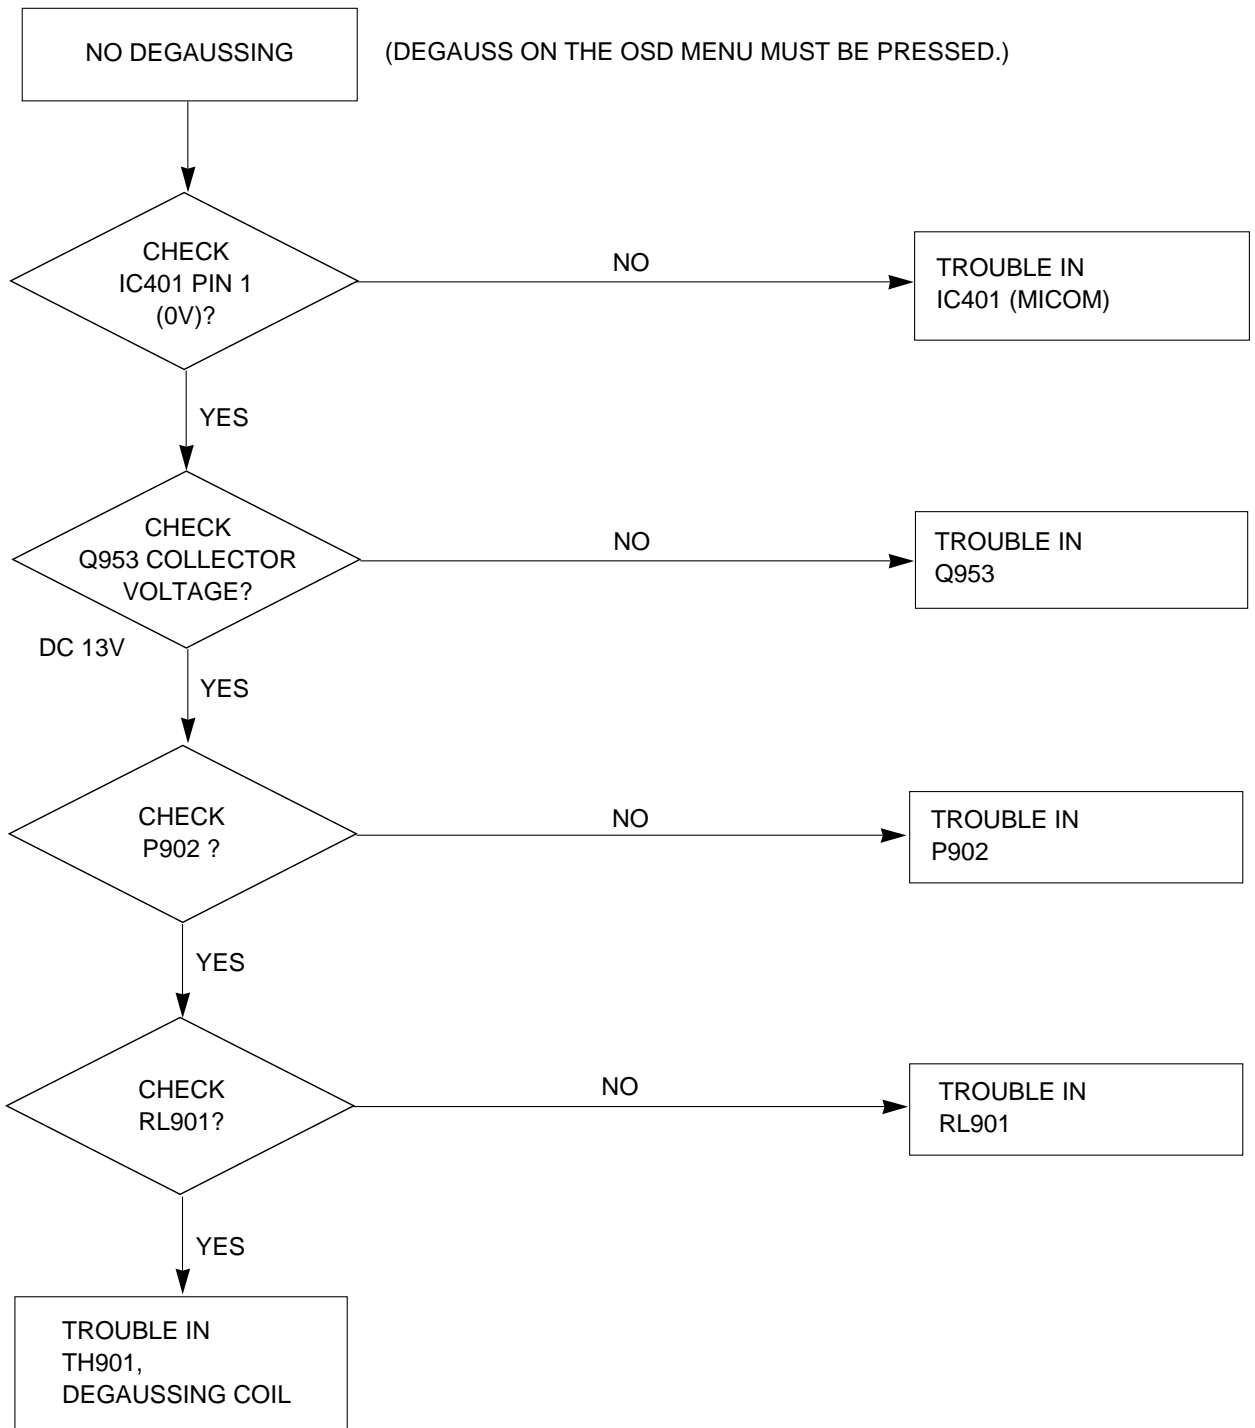 NO DEGAUSSING
(DEGAUSS ON THE OSD MENU MUST BE PRESSED.)
CHECK
IC401 PIN 1
(0V)?
NO
TROUBLE IN
IC401 (MICOM)
YES
CHECK
Q953 COLLECTOR
VOLTAGE?
NO
TROUBLE IN
Q953
DC 13V
YES
CHECK
P902 ?
NO
TROUBLE IN
P902
YES
CHECK
RL901?
NO
TROUBLE IN
RL901
YES
TROUBLE IN
TH901,
DEGAUSSING COIL